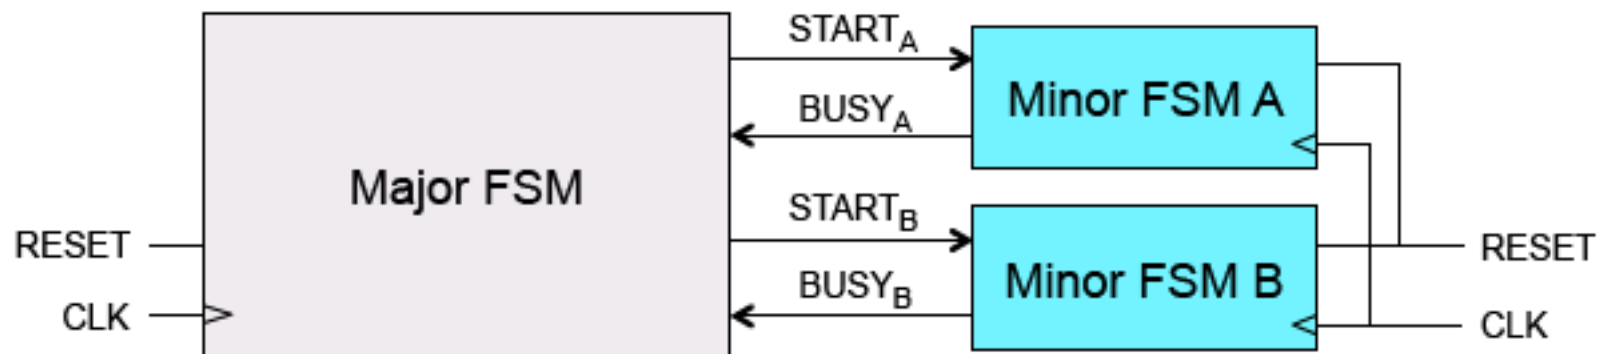 START_A
Minor FSM A
BUSY_A
Major FSM
START_B
RESET
RESET
BUSY_B
Minor FSM B
CLK
CLK